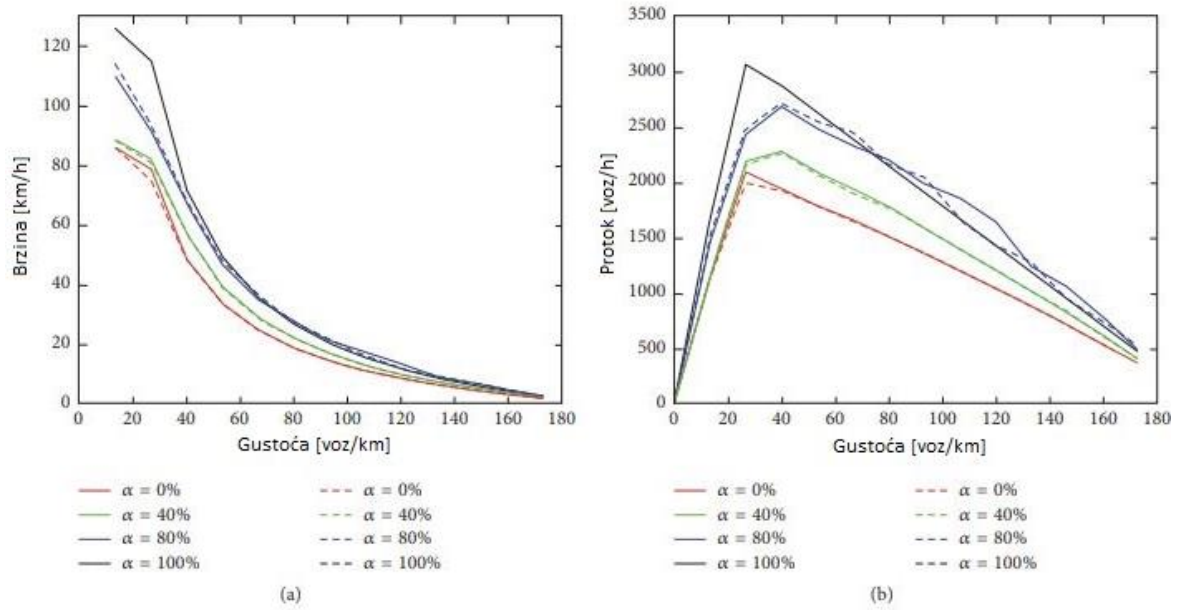 120
100
80
60
40
20
0
Brzina [km/h]
0 20 40 60 80 100 120 140 160 180
Gustoća [voz/km]
α = 0% α = 0%
α = 40% α = 40%
α = 80% α = 80%
α = 100% α = 100%
(a)
3500
3000
2500
2000
1500
1000
500
0
Protok [voz/h]
0 20 40 60 80 100 120 140 160 180
Gustoća [voz/km]
α = 0% α = 0%
α = 40% α = 40%
α = 80% α = 80%
α = 100% α = 100%
(b)